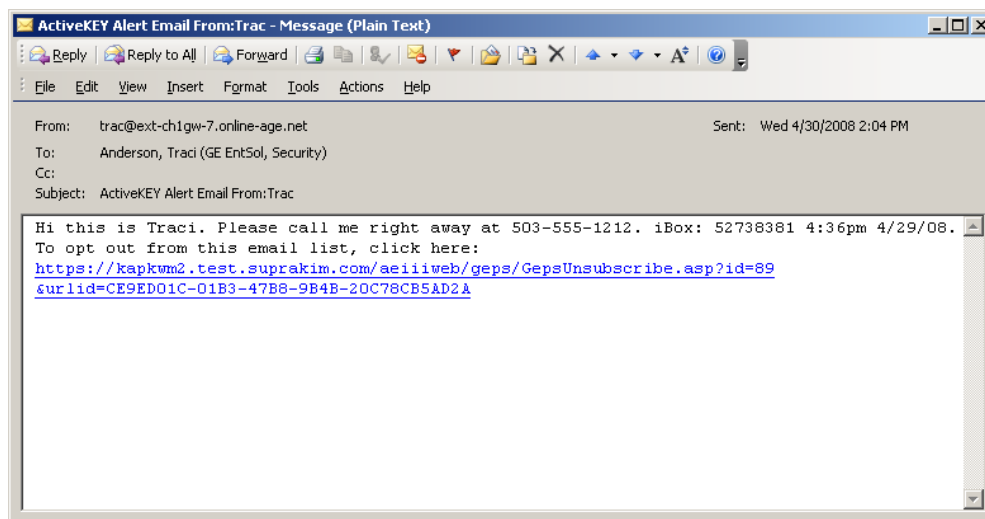 ActiveKEY Alert Email From:Trac - Message (Plain Text)
Reply Reply to All Forward
File Edit View Insert Format Tools Actions Help
From: trac@ext-ch1gw-7.online-age.net Sent: Wed 4/30/2008 2:04 PM
To: Anderson, Traci (GE EntSol, Security)
Cc:
Subject: ActiveKEY Alert Email From:Trac
Hi this is Traci. Please call me right away at 503-555-1212. iBox: 52738381 4:36pm 4/29/08.
To opt out from this email list, click here:
https://kapkwm2.test.suprakim.com/aeiiiweb/geps/GepsUnsubscribe.asp?id=89
&urlid=CE9ED01C-01B3-47B8-9B4B-20C78CB5AD2A